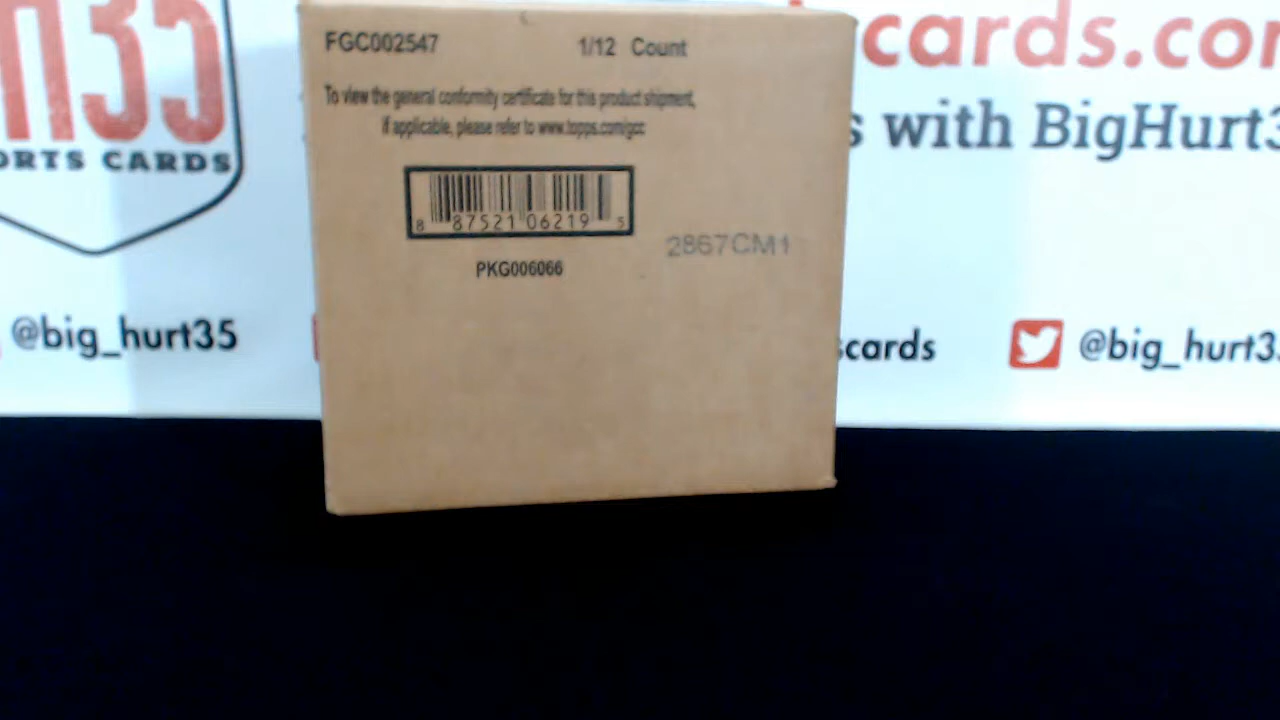 FGC002547
1/12 Count
To view the general conformity certificate for this product shipment,
if applicable, please refer to www.topps.com/gcc
8 87521 06219 5
2867CM1
PKG006066
35
ORTS CARDS
cards.com
s with BigHurt3
@big_hurt35
scards
@big_hurt3